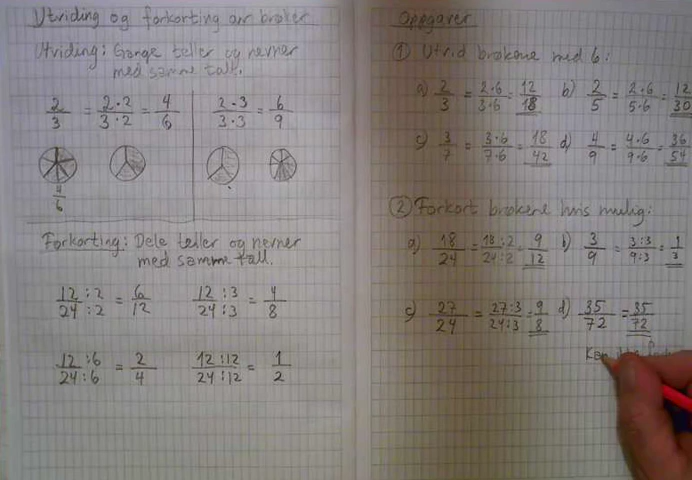 Utviding og forkorting av brøker
Utviding: Gange teller og nevner
med samme tall.
2/3 = 2·2/3·2 = 4/6
2·3/3·3 = 6/9
4/6
Forkorting: Dele teller og nevner
med samme tall.
12:2/24:2 = 6/12
12:3/24:3 = 4/8
12:6/24:6 = 2/4
12:12/24:12 = 1/2
Oppgaver
① Utvid brøkene med 6:
a) 2/3 = 2·6/3·6 = 12/18 b) 2/5 = 2·6/5·6 = 12/30
c) 3/7 = 3·6/7·6 = 18/42 d) 4/9 = 4·6/9·6 = 36/54
② Forkort brøkene hvis mulig:
a) 18/24 = 18:2/24:2 = 9/12 b) 3/9 = 3:3/9:3 = 1/3
c) 27/24 = 27:3/24:3 = 9/8 d) 35/72 = 35/72